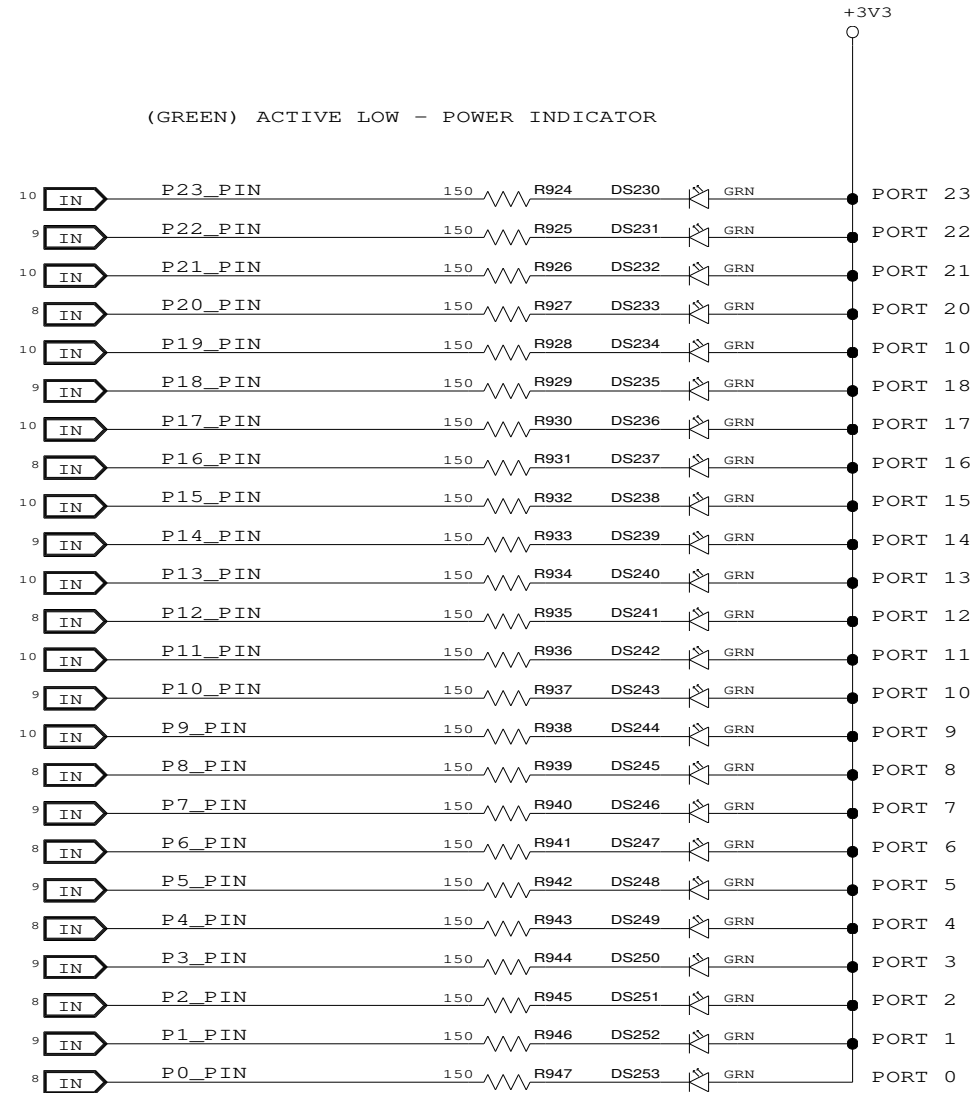 +3V3
(GREEN) ACTIVE LOW - POWER INDICATOR
10 IN P23_PIN 150 R924 DS230 GRN PORT 23
9 IN P22_PIN 150 R925 DS231 GRN PORT 22
10 IN P21_PIN 150 R926 DS232 GRN PORT 21
8 IN P20_PIN 150 R927 DS233 GRN PORT 20
10 IN P19_PIN 150 R928 DS234 GRN PORT 10
9 IN P18_PIN 150 R929 DS235 GRN PORT 18
10 IN P17_PIN 150 R930 DS236 GRN PORT 17
8 IN P16_PIN 150 R931 DS237 GRN PORT 16
10 IN P15_PIN 150 R932 DS238 GRN PORT 15
9 IN P14_PIN 150 R933 DS239 GRN PORT 14
10 IN P13_PIN 150 R934 DS240 GRN PORT 13
8 IN P12_PIN 150 R935 DS241 GRN PORT 12
10 IN P11_PIN 150 R936 DS242 GRN PORT 11
9 IN P10_PIN 150 R937 DS243 GRN PORT 10
10 IN P9_PIN 150 R938 DS244 GRN PORT 9
8 IN P8_PIN 150 R939 DS245 GRN PORT 8
9 IN P7_PIN 150 R940 DS246 GRN PORT 7
8 IN P6_PIN 150 R941 DS247 GRN PORT 6
9 IN P5_PIN 150 R942 DS248 GRN PORT 5
8 IN P4_PIN 150 R943 DS249 GRN PORT 4
9 IN P3_PIN 150 R944 DS250 GRN PORT 3
8 IN P2_PIN 150 R945 DS251 GRN PORT 2
9 IN P1_PIN 150 R946 DS252 GRN PORT 1
8 IN P0_PIN 150 R947 DS253 GRN PORT 0